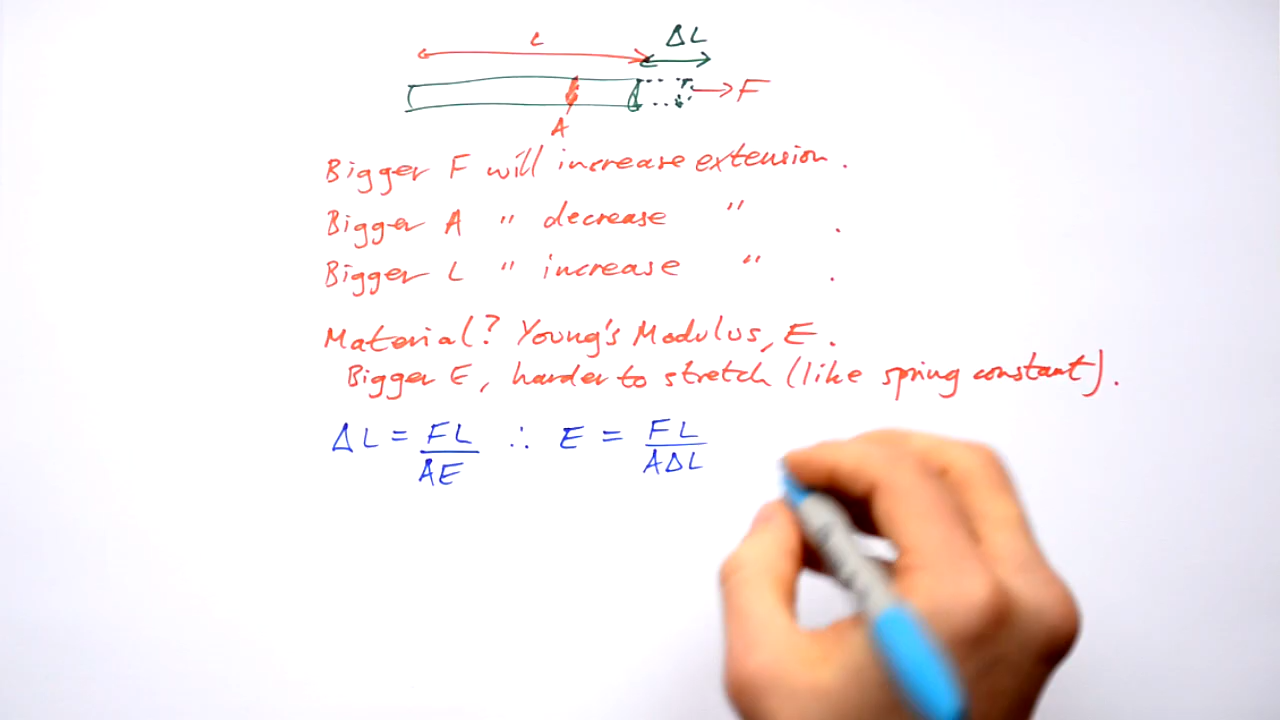 L ΔL
F
A
Bigger F will increase extension.
Bigger A " decrease " .
Bigger L " increase " .
Material? Young's Modulus, E.
Bigger E, harder to stretch (like spring constant).
ΔL = FL/AE ∴ E = FL/AΔL